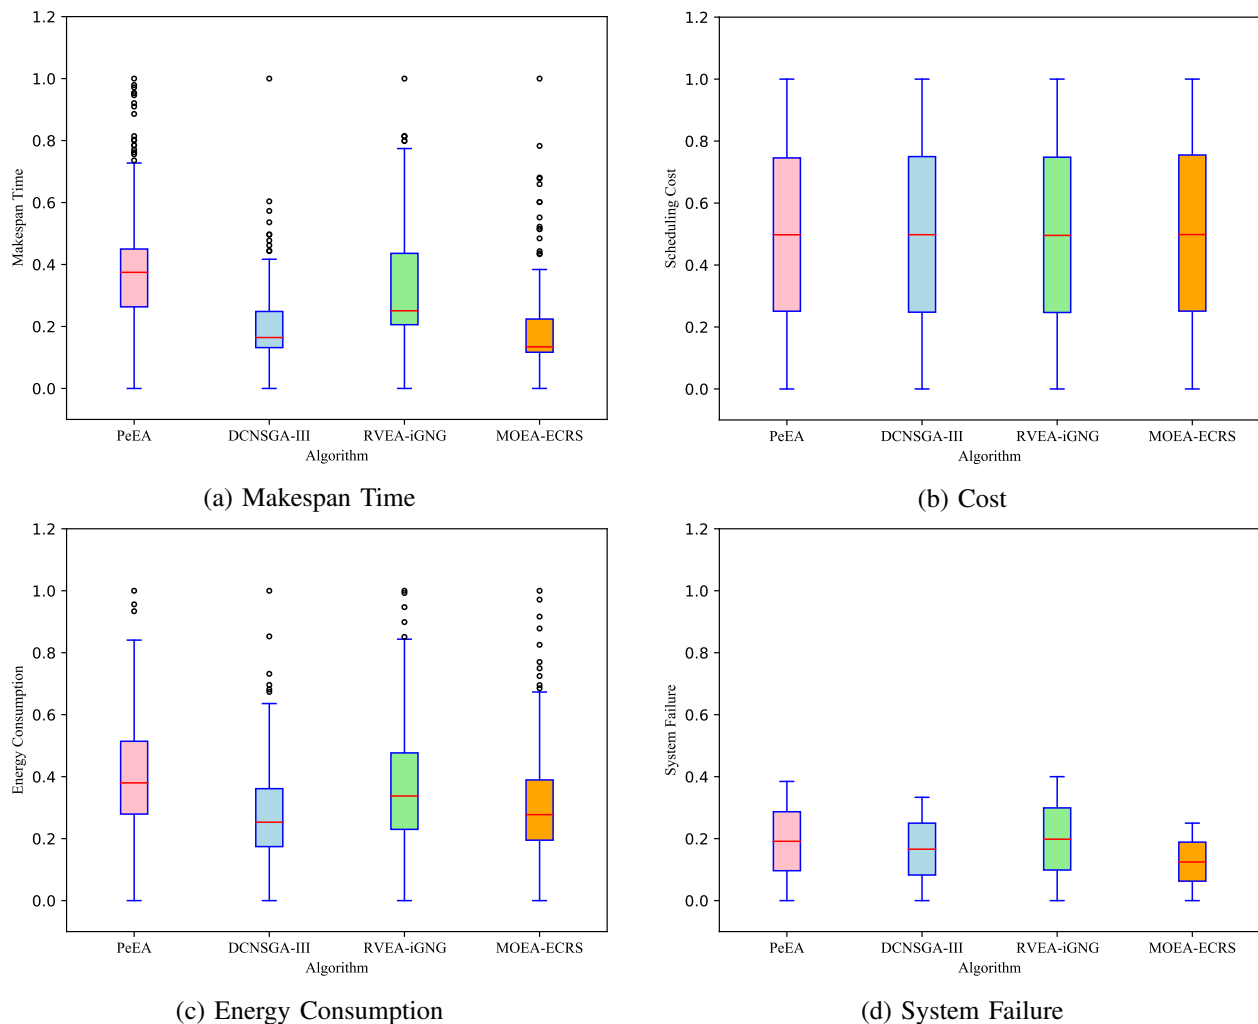 1.2
1.0
0.8
0.6
0.4
0.2
0.0
Makespan Time
PeEA
DCNSGA-III
RVEA-iGNG
MOEA-ECRS
Algorithm
(a) Makespan Time
1.2
1.0
0.8
0.6
0.4
0.2
0.0
Scheduling Cost
PeEA
DCNSGA-III
RVEA-iGNG
MOEA-ECRS
Algorithm
(b) Cost
1.2
1.0
0.8
0.6
0.4
0.2
0.0
Energy Consumption
PeEA
DCNSGA-III
RVEA-iGNG
MOEA-ECRS
Algorithm
(c) Energy Consumption
1.2
1.0
0.8
0.6
0.4
0.2
0.0
System Failure
PeEA
DCNSGA-III
RVEA-iGNG
MOEA-ECRS
Algorithm
(d) System Failure